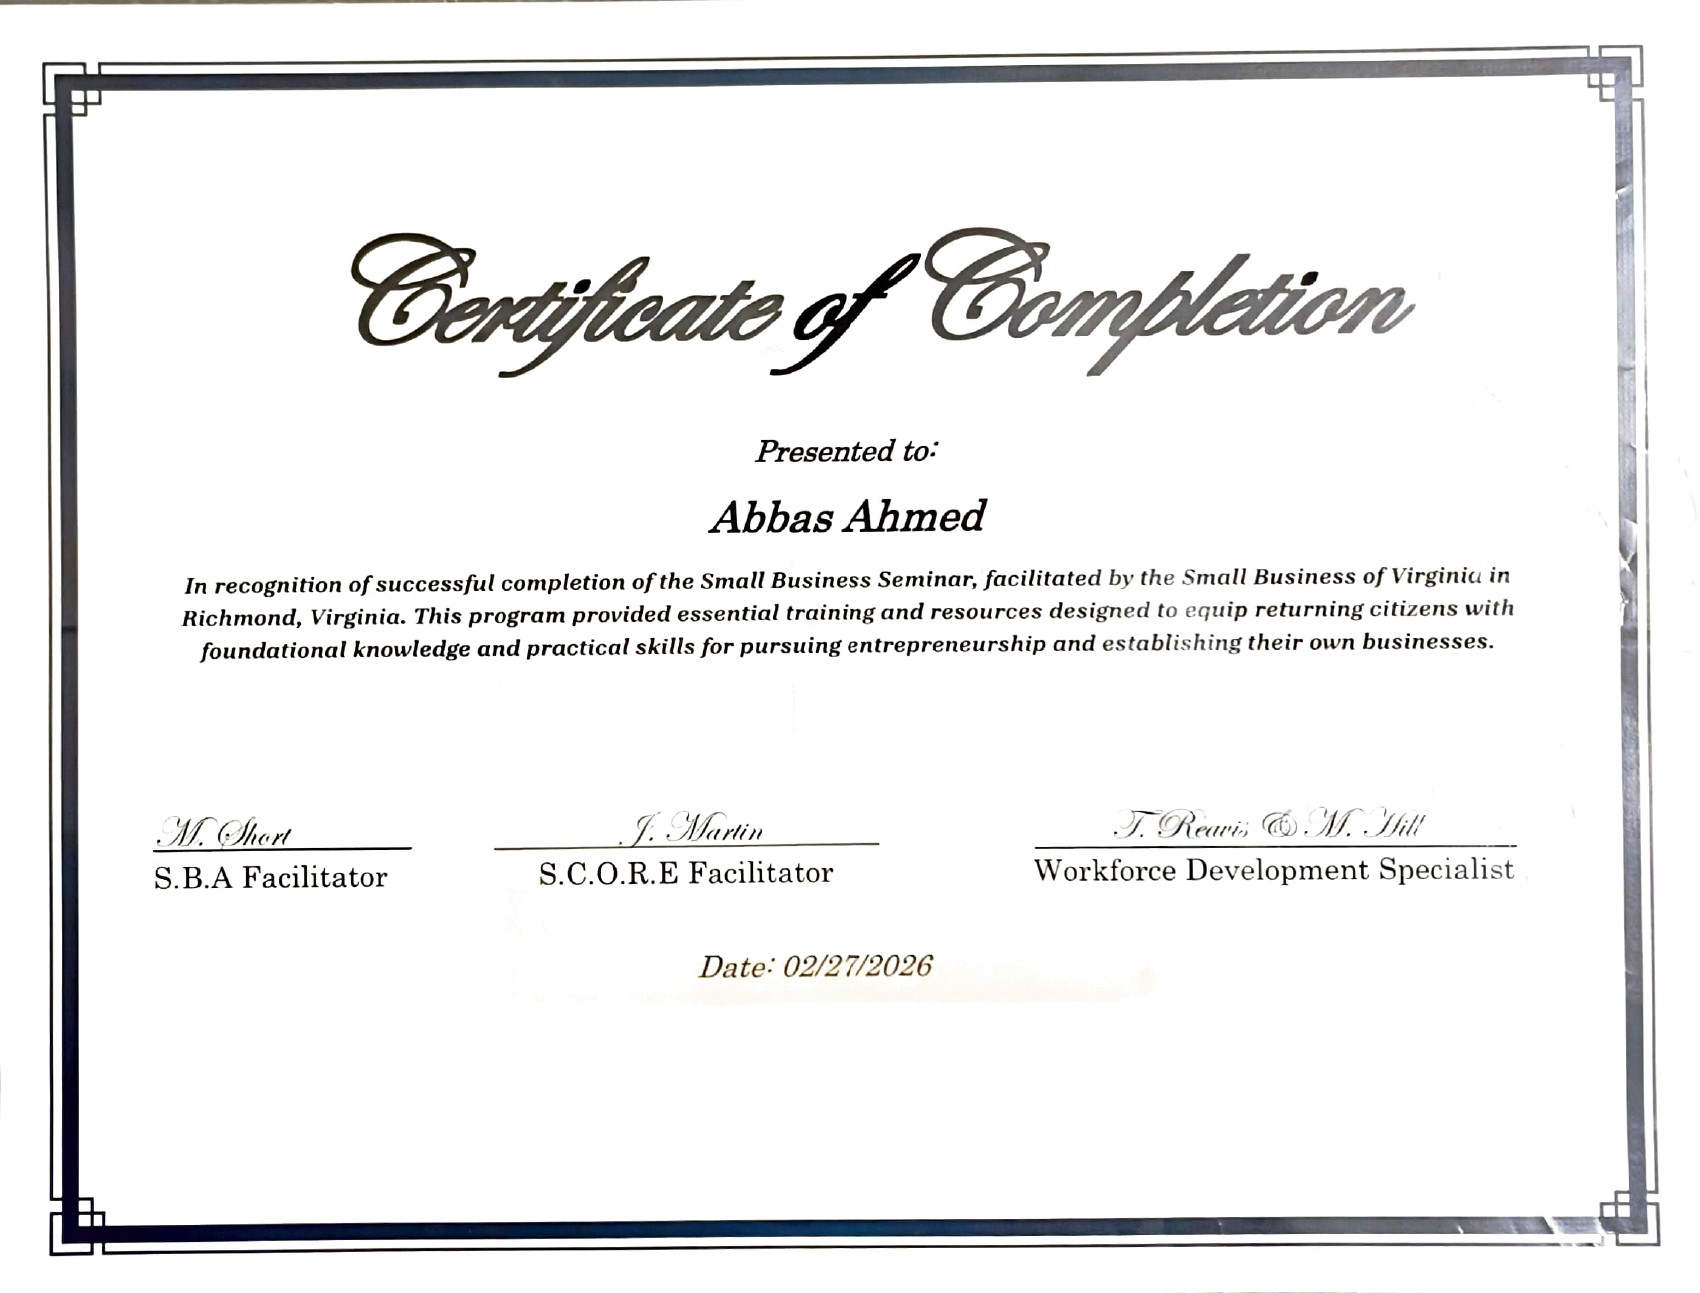 Certificate of Completion
Presented to:
Abbas Ahmed
In recognition of successful completion of the Small Business Seminar, facilitated by the Small Business of Virginia in
Richmond, Virginia. This program provided essential training and resources designed to equip returning citizens with
foundational knowledge and practical skills for pursuing entrepreneurship and establishing their own businesses.
M. Short
S.B.A Facilitator
J. Martin
S.C.O.R.E Facilitator
T. Reavis & M. Hill
Workforce Development Specialist
Date: 02/27/2026